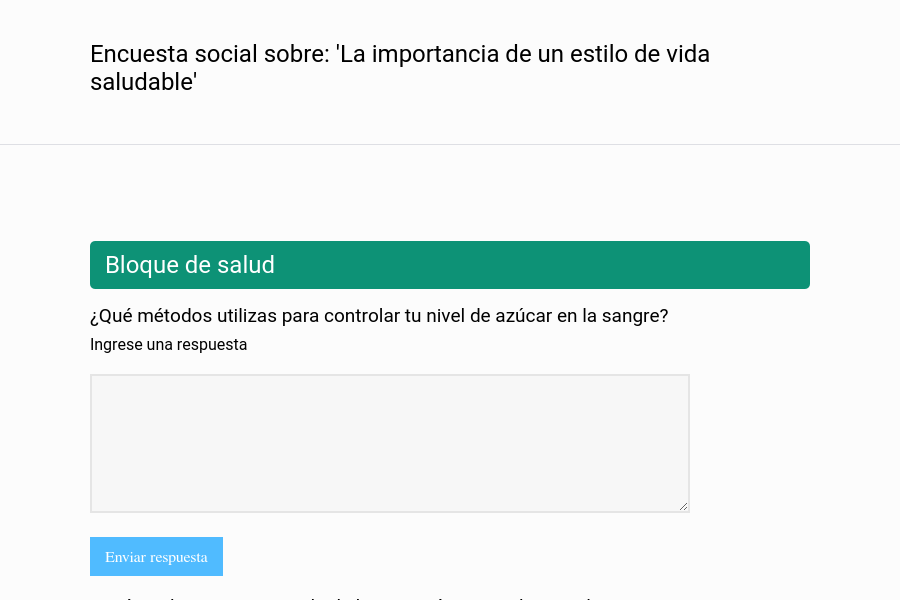 Encuesta social sobre: 'La importancia de un estilo de vida
saludable'
Bloque de salud
¿Qué métodos utilizas para controlar tu nivel de azúcar en la sangre?
Ingrese una respuesta
Enviar respuesta